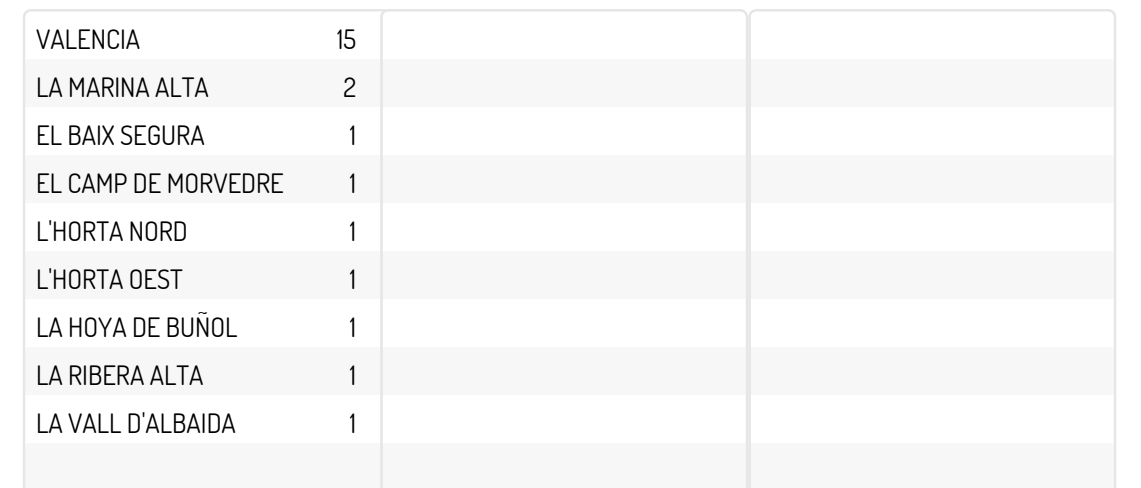 VALENCIA 15
LA MARINA ALTA 2
EL BAIX SEGURA 1
EL CAMP DE MORVEDRE 1
L'HORTA NORD 1
L'HORTA OEST 1
LA HOYA DE BUÑOL 1
LA RIBERA ALTA 1
LA VALL D'ALBAIDA 1